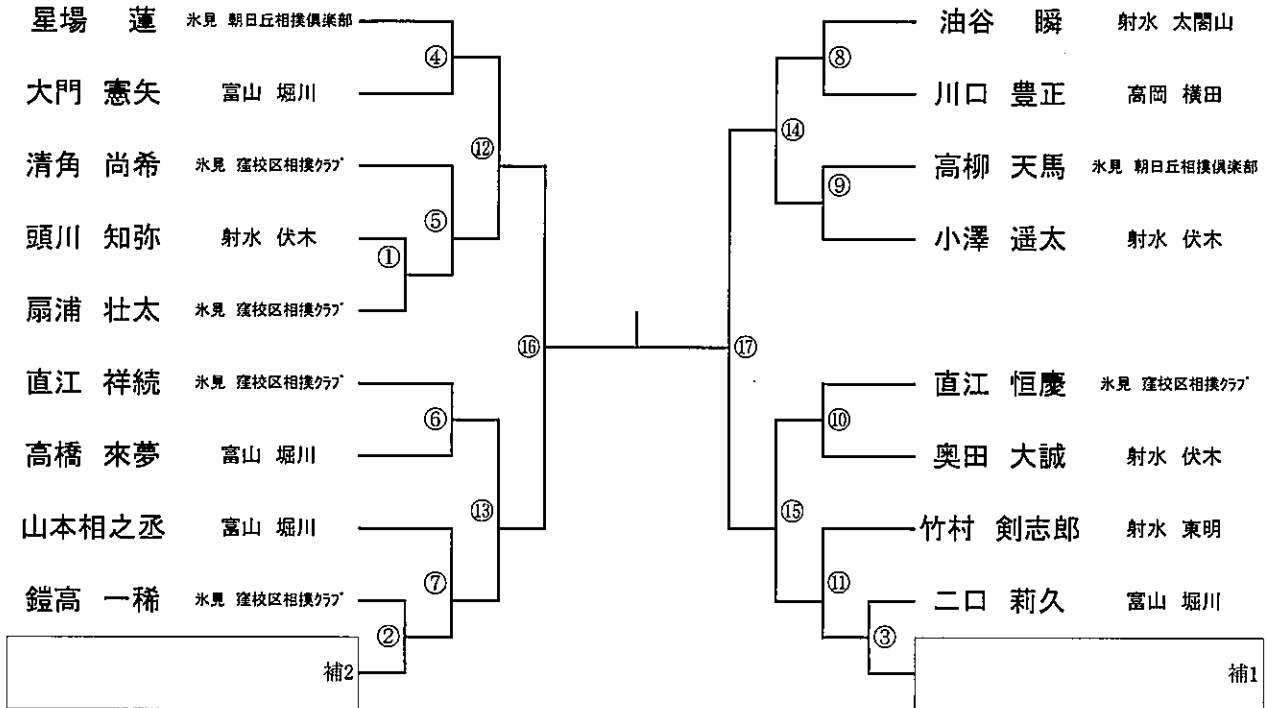 星場 蓮 氷見 朝日丘相撲倶楽部
④
大門 憲矢 富山 堀川
⑫
清角 尚希 氷見 窪校区相撲クラブ
⑤
頭川 知弥 射水 伏木
①
扇浦 壮太 氷見 窪校区相撲クラブ
⑯
直江 祥続 氷見 窪校区相撲クラブ
⑥
高橋 來夢 富山 堀川
⑬
山本相之丞 富山 堀川
⑦
鎧高 一稀 氷見 窪校区相撲クラブ
②
補2
油谷 瞬 射水 太閤山
⑧
川口 豊正 高岡 横田
⑭
高柳 天馬 氷見 朝日丘相撲倶楽部
⑨
小澤 遥太 射水 伏木
⑰
直江 恒慶 氷見 窪校区相撲クラブ
⑩
奥田 大誠 射水 伏木
⑮
竹村 剣志郎 射水 東明
⑪
二口 莉久 富山 堀川
③
補1